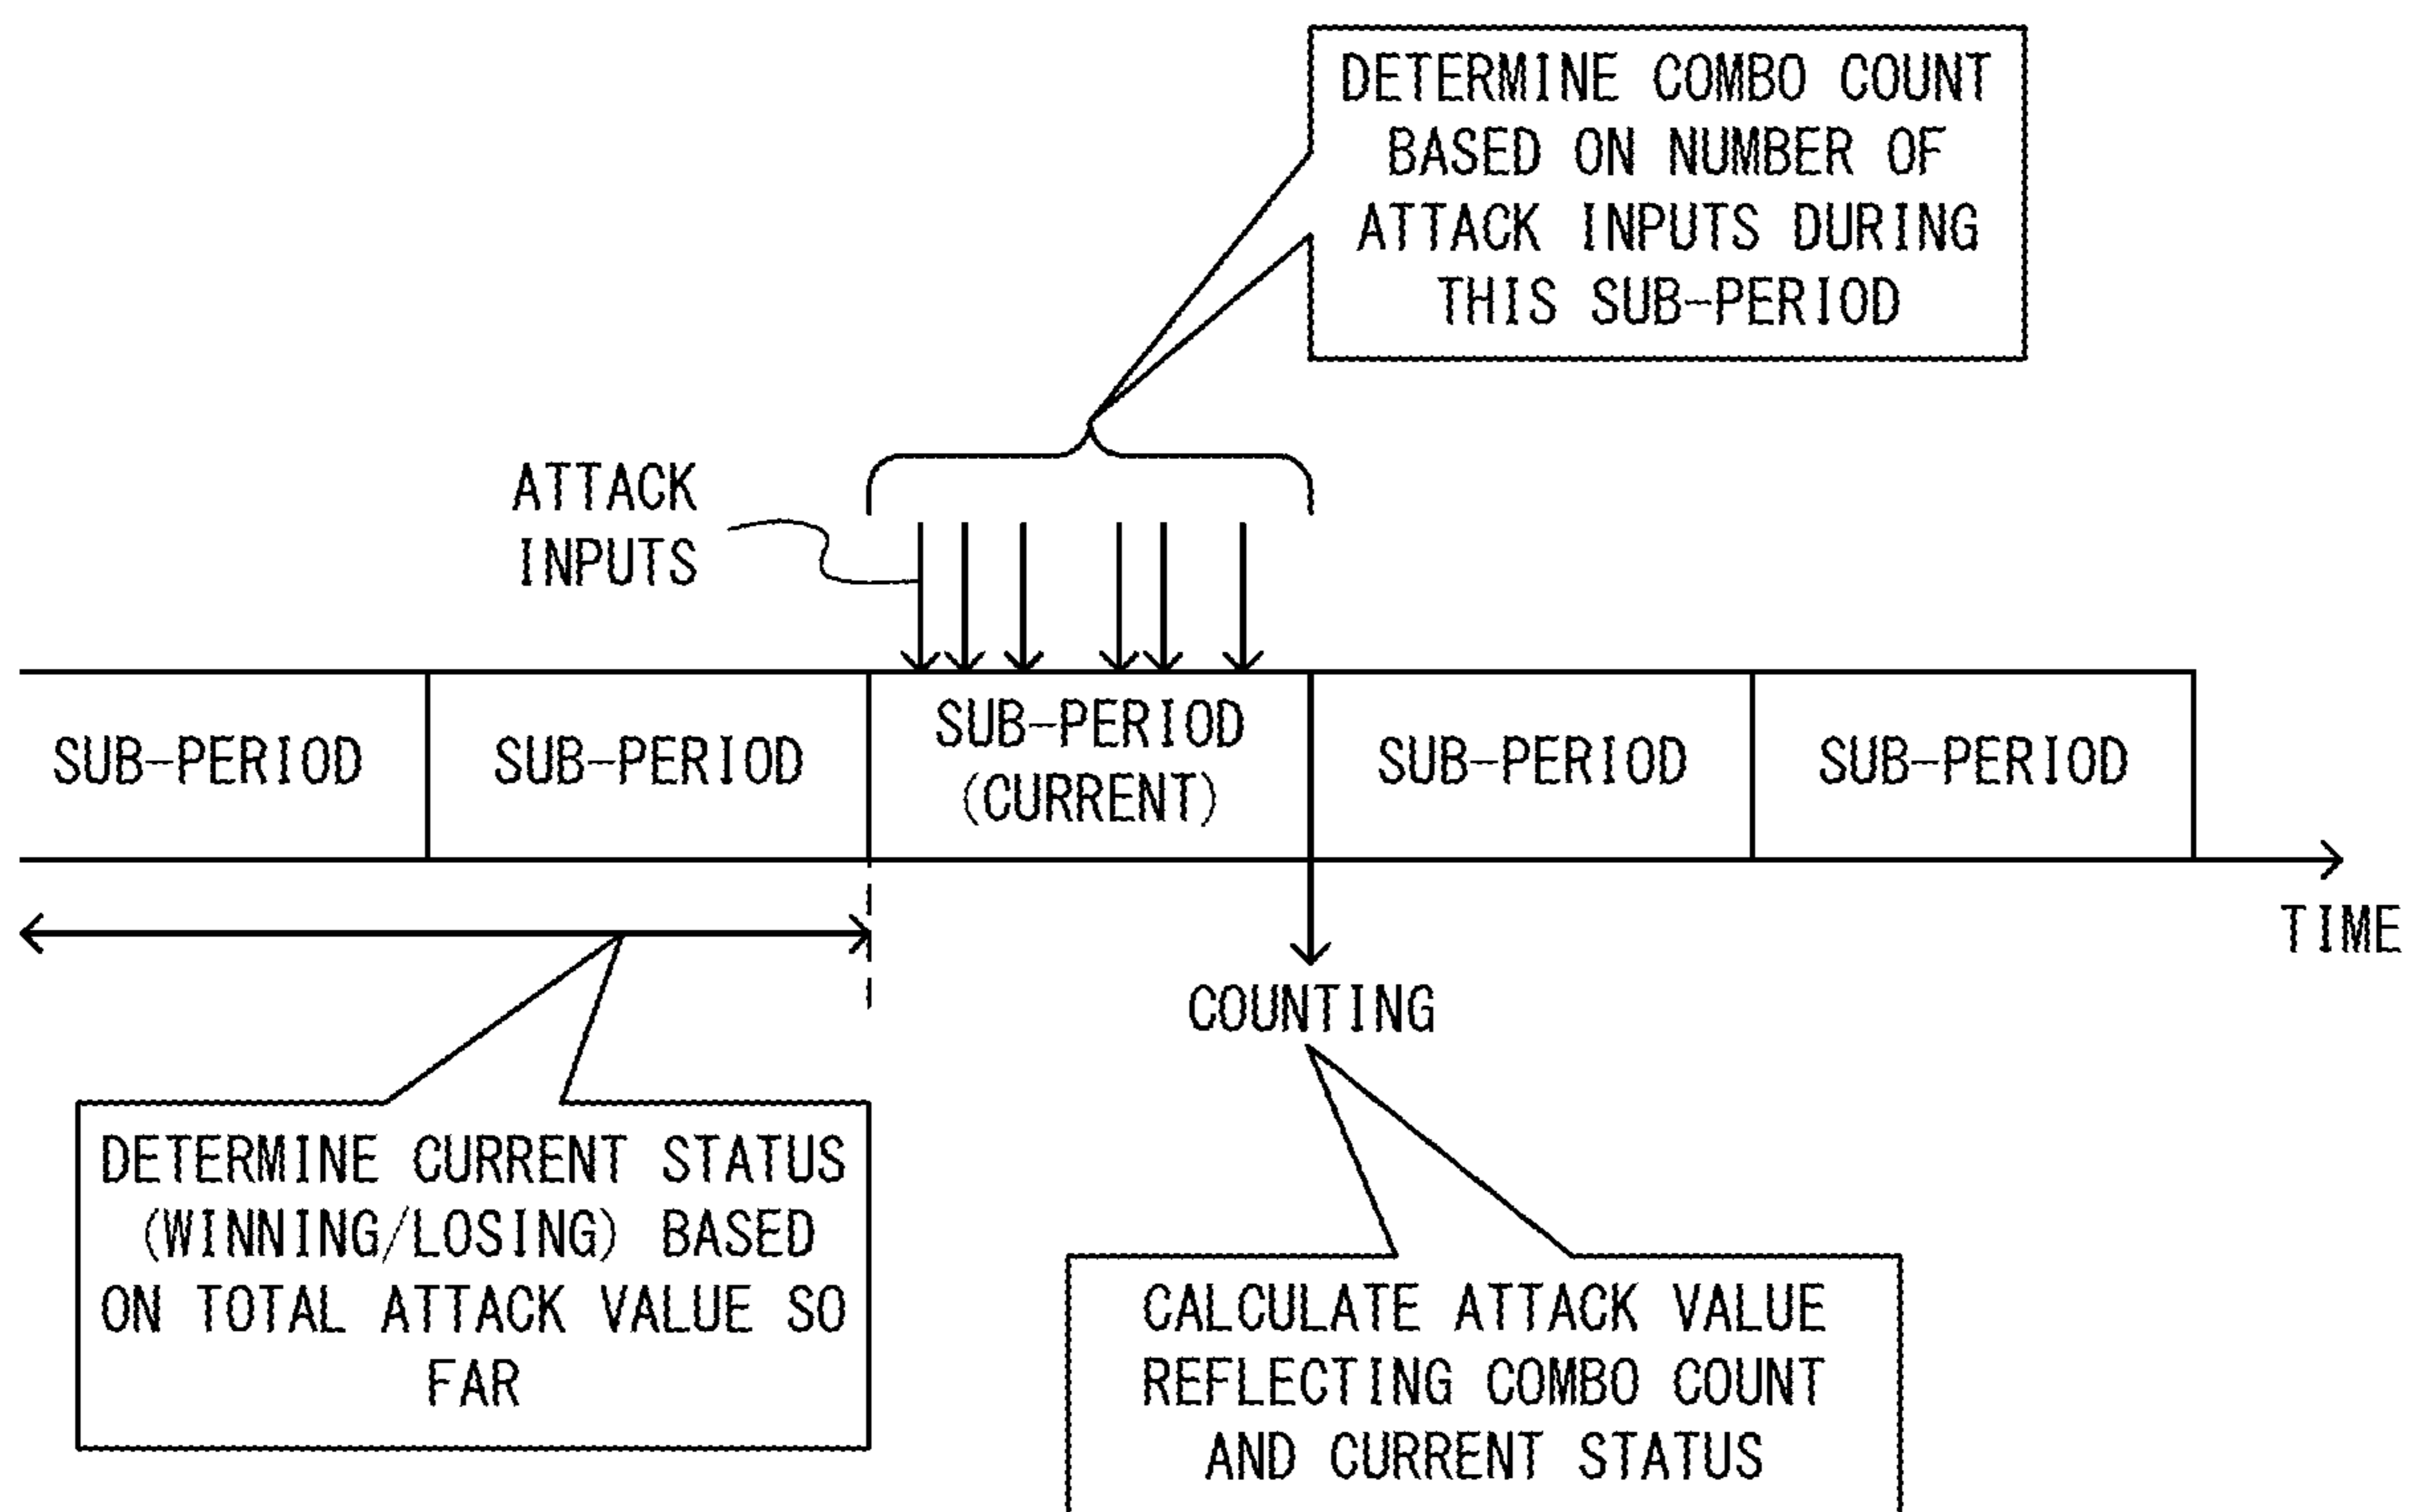 DETERMINE COMBO COUNT
BASED ON NUMBER OF
ATTACK INPUTS DURING
THIS SUB-PERIOD
ATTACK
INPUTS
SUB-PERIOD
SUB-PERIOD
SUB-PERIOD
(CURRENT)
SUB-PERIOD
SUB-PERIOD
TIME
COUNTING
DETERMINE CURRENT STATUS
(WINNING/LOSING) BASED
ON TOTAL ATTACK VALUE SO
FAR
CALCULATE ATTACK VALUE
REFLECTING COMBO COUNT
AND CURRENT STATUS